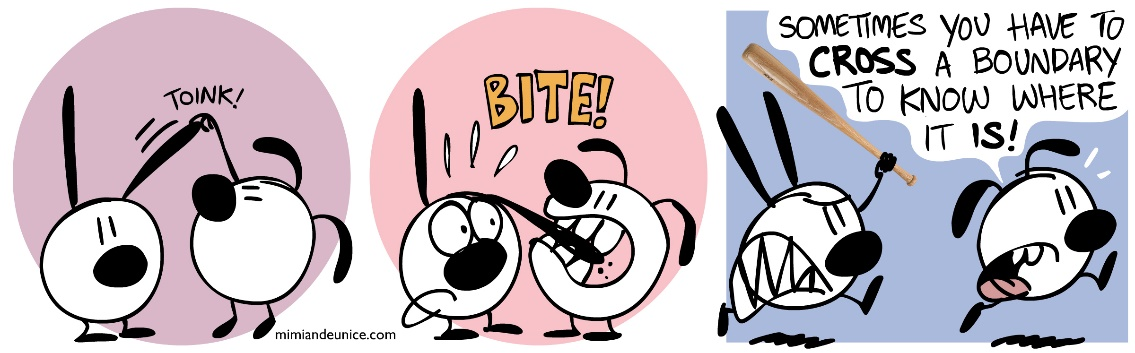 TOINK!
mimiandeunice.com
BITE!
SOMETIMES YOU HAVE TO
CROSS A BOUNDARY
TO KNOW WHERE
IT IS!